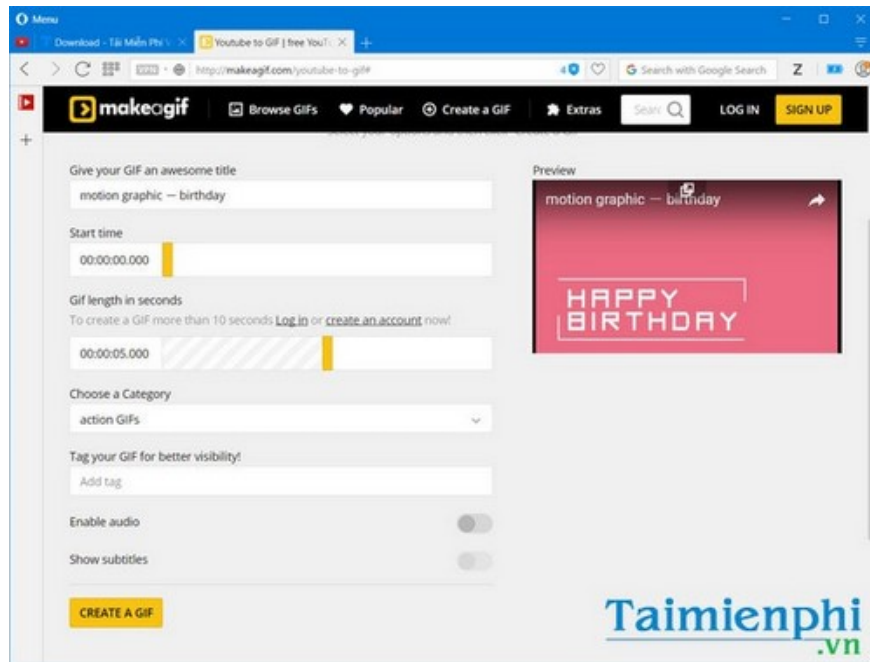 Menu
Download - Tải Miễn Phí V
Youtube to GIF | free YouTu
VPN
http://makeagif.com/youtube-to-gif#
4
Search with Google Search
Z
makeagif
Browse GIFs
Popular
Create a GIF
Extras
Searc
LOG IN
SIGN UP
Give your GIF an awesome title
motion graphic — birthday
Start time
00:00:00.000
Gif length in seconds
To create a GIF more than 10 seconds Log in or create an account now!
00:00:05.000
Choose a Category
action GIFs
Tag your GIF for better visibility!
Add tag
Enable audio
Show subtitles
CREATE A GIF
Preview
motion graphic — birthday
HAPPY
BIRTHDAY
Taimienphi
.vn